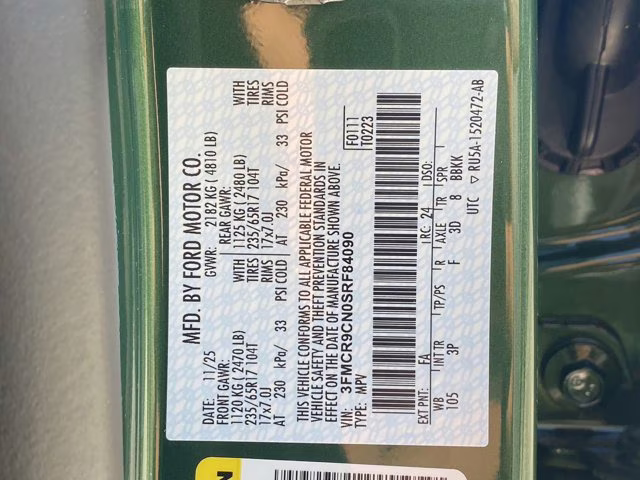 MFD. BY FORD MOTOR CO.
DATE: 11/25 GVWR: 2182 KG ( 4810 LB)
FRONT GAWR: REAR GAWR:
1120 KG ( 2470 LB) WITH 1125 KG ( 2480 LB) WITH
235/65R17 104T TIRES 235/65R17 104T TIRES
17x7.0J RIMS 17x7.0J RIMS
AT 230 kPa/ 33 PSI COLD AT 230 kPa/ 33 PSI COLD
THIS VEHICLE CONFORMS TO ALL APPLICABLE FEDERAL MOTOR
VEHICLE SAFETY AND THEFT PREVENTION STANDARDS IN
EFFECT ON THE DATE OF MANUFACTURE SHOWN ABOVE.
VIN: 3FMCR9CN0SRF84090 F0111
TYPE: MPV T0223
EXT PNT: FA RC: 24 DSO:
WB INT TR TP/PS R AXLE TR SPR
105 3P F 3D 8 BBKK
UTC ▽ RU5A-1520472-AB
N